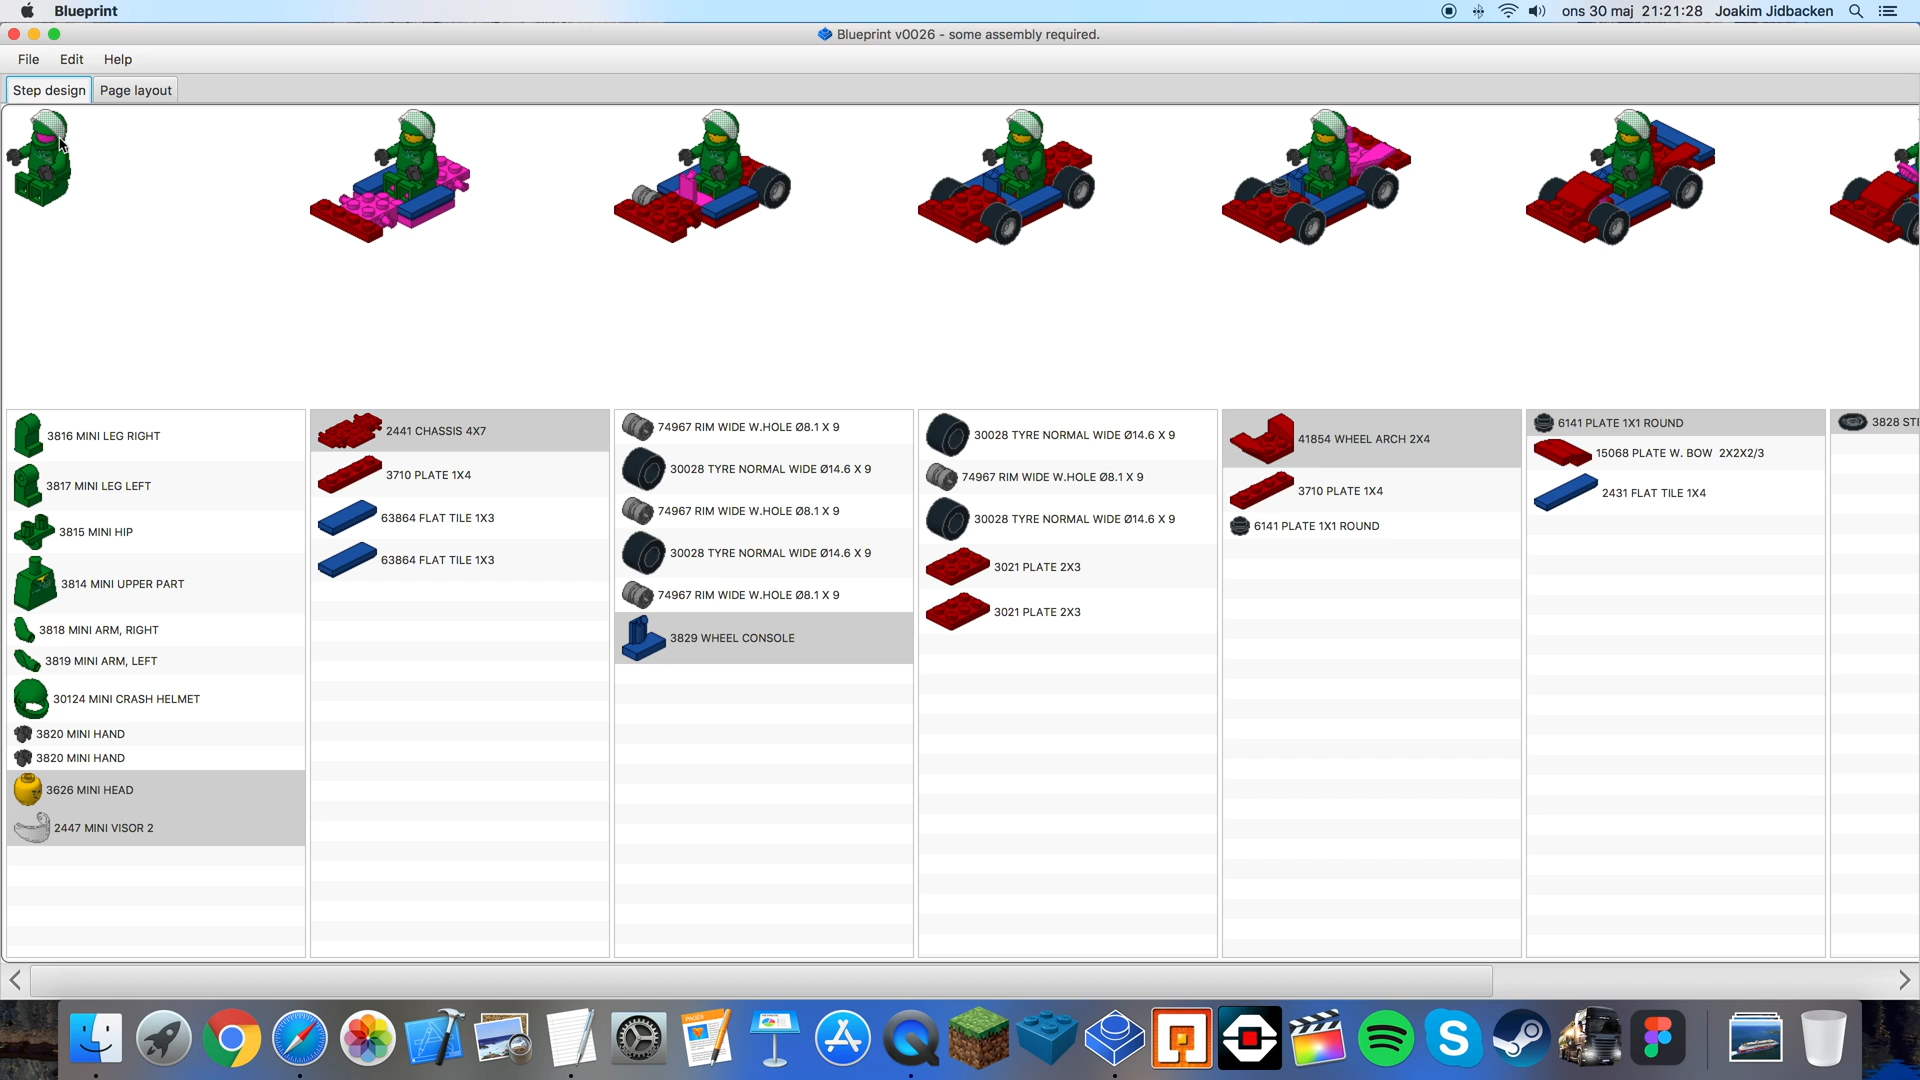 Blueprint
ons 30 maj 21:21:28 Joakim Jidbacken
Blueprint v0026 - some assembly required.
File Edit Help
Step design Page layout
3816 MINI LEG RIGHT
3817 MINI LEG LEFT
3815 MINI HIP
3814 MINI UPPER PART
3818 MINI ARM, RIGHT
3819 MINI ARM, LEFT
30124 MINI CRASH HELMET
3820 MINI HAND
3820 MINI HAND
3626 MINI HEAD
2447 MINI VISOR 2
2441 CHASSIS 4X7
3710 PLATE 1X4
63864 FLAT TILE 1X3
63864 FLAT TILE 1X3
74967 RIM WIDE W.HOLE Ø8.1 X 9
30028 TYRE NORMAL WIDE Ø14.6 X 9
74967 RIM WIDE W.HOLE Ø8.1 X 9
30028 TYRE NORMAL WIDE Ø14.6 X 9
74967 RIM WIDE W.HOLE Ø8.1 X 9
3829 WHEEL CONSOLE
30028 TYRE NORMAL WIDE Ø14.6 X 9
74967 RIM WIDE W.HOLE Ø8.1 X 9
30028 TYRE NORMAL WIDE Ø14.6 X 9
3021 PLATE 2X3
3021 PLATE 2X3
41854 WHEEL ARCH 2X4
3710 PLATE 1X4
6141 PLATE 1X1 ROUND
6141 PLATE 1X1 ROUND
15068 PLATE W. BOW 2X2X2/3
2431 FLAT TILE 1X4
3828 STE
PAGES